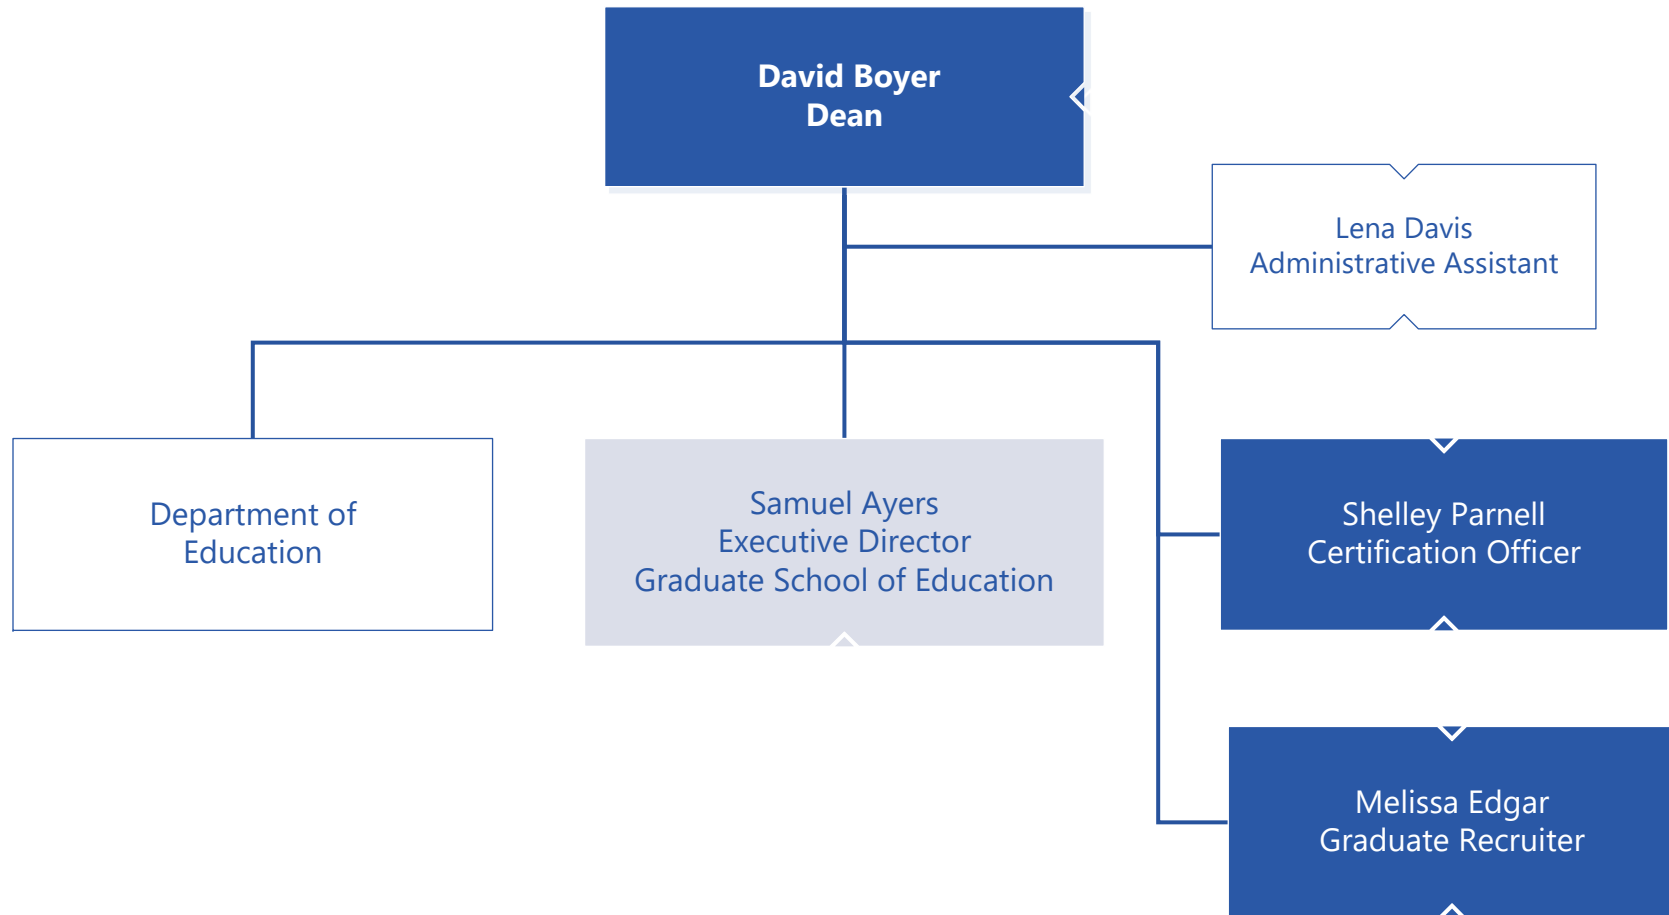 David Boyer
Dean
Lena Davis
Administrative Assistant
Department of
Education
Samuel Ayers
Executive Director
Graduate School of Education
Shelley Parnell
Certification Officer
Melissa Edgar
Graduate Recruiter